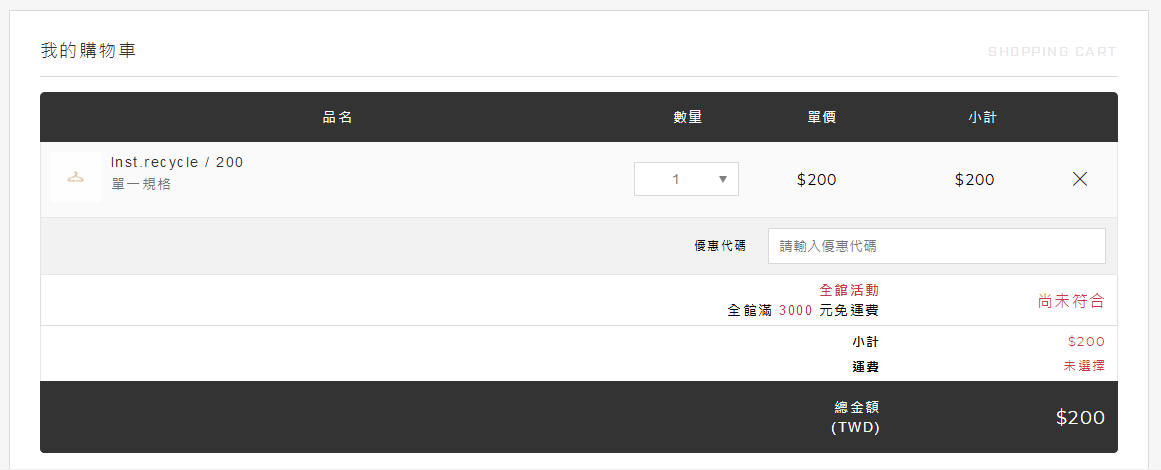 我的購物車
SHOPPING CART
品名 數量 單價 小計
Inst.recycle / 200
單一規格
1 $200 $200
優惠代碼 請輸入優惠代碼
全館活動
全館滿 3000 元免運費
尚未符合
小計 $200
運費 未選擇
總金額
(TWD)
$200